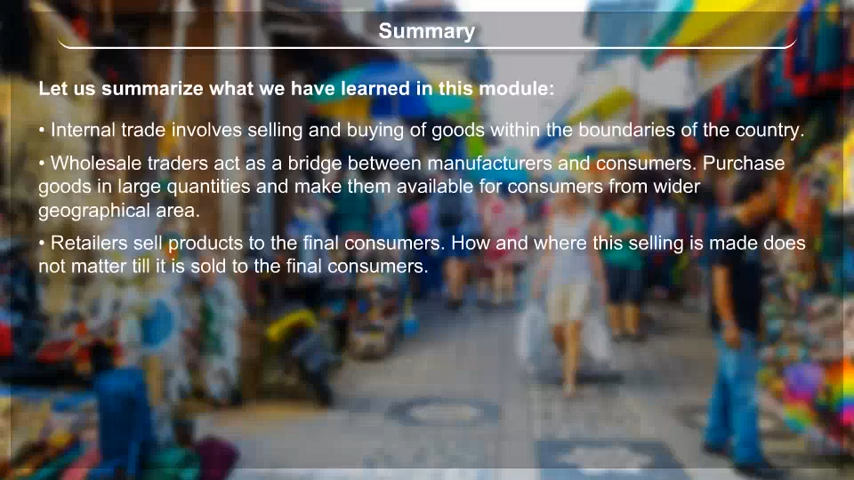 Summary
Let us summarize what we have learned in this module:
• Internal trade involves selling and buying of goods within the boundaries of the country.
• Wholesale traders act as a bridge between manufacturers and consumers. Purchase
goods in large quantities and make them available for consumers from wider
geographical area.
• Retailers sell products to the final consumers. How and where this selling is made does
not matter till it is sold to the final consumers.